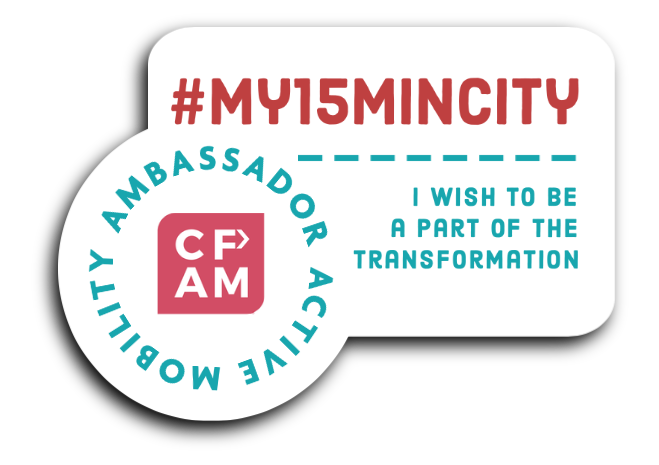 #MY15MINCITY
I WISH TO BE
A PART OF THE
TRANSFORMATION
AMBASSADOR ACTIVE MOBILITY
CF
AM